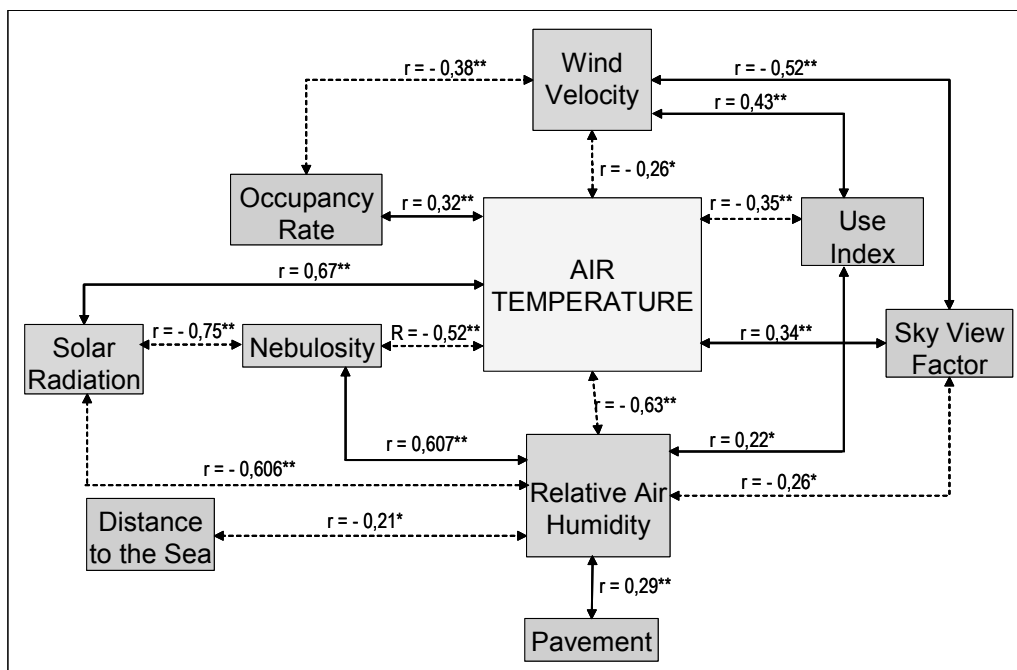 r = - 0,38**
Wind
Velocity
r = - 0,52**
r = 0,43**
r = - 0,26*
Occupancy
Rate
r = 0,32**
r = - 0,35**
Use
Index
AIR
TEMPERATURE
r = 0,67**
Solar
Radiation
r = - 0,75**
Nebulosity
R = - 0,52**
r = 0,34**
Sky View
Factor
r = - 0,63**
r = 0,607**
r = 0,22*
r = - 0,606**
Relative Air
Humidity
r = - 0,26*
Distance
to the Sea
r = - 0,21*
r = 0,29**
Pavement